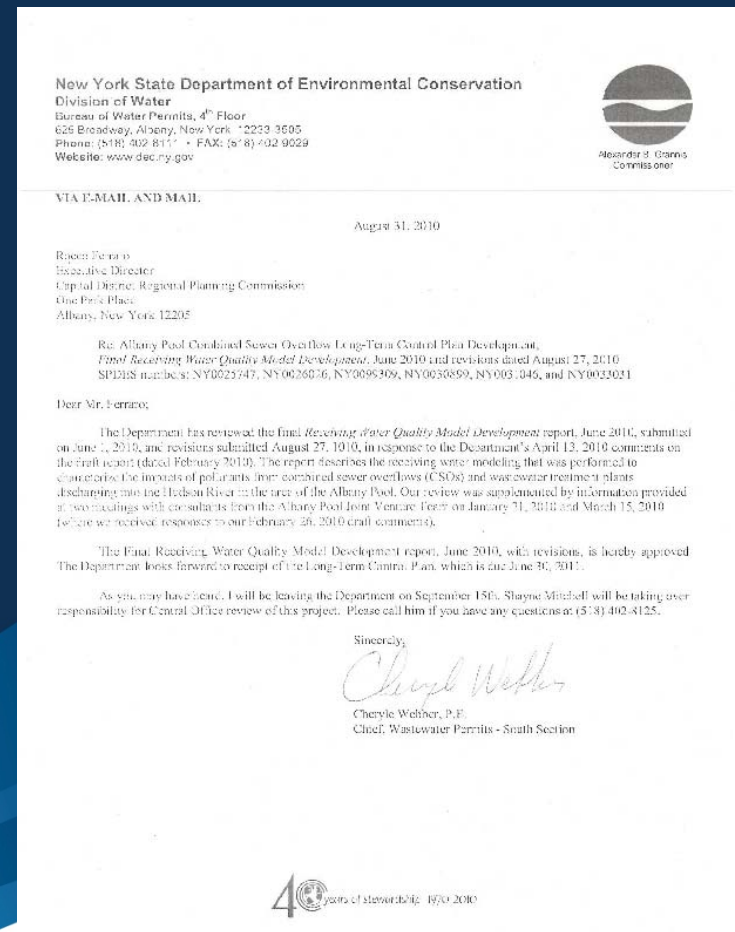 New York State Department of Environmental Conservation
Division of Water
Bureau of Water Permits, 4th Floor
625 Broadway, Albany, New York 12233-3505
Phone: (518) 402-8111 • FAX: (518) 402-9029
Website: www.dec.ny.gov
Alexander B. Grannis
Commissioner
VIA E-MAIL AND MAIL
August 31, 2010
Rocco Ferraro
Executive Director
Capital District Regional Planning Commission
One Park Place
Albany, New York 12205
Re: Albany Pool Combined Sewer Overflow Long-Term Control Plan Development,
Final Receiving Water Quality Model Development, June 2010 and revisions dated August 27, 2010
SPDES numbers: NY0025747, NY0026026, NY0099309, NY0030899, NY0031046, and NY0033031
Dear Mr. Ferraro;
The Department has reviewed the final Receiving Water Quality Model Development report, June 2010, submitted
on June 1, 2010, and revisions submitted August 27, 1010, in response to the Department's April 13, 2010 comments on
the draft report (dated February 2010). The report describes the receiving water modeling that was performed to
characterize the impacts of pollutants from combined sewer overflows (CSOs) and wastewater treatment plants
discharging into the Hudson River in the area of the Albany Pool. Our review was supplemented by information provided
at two meetings with consultants from the Albany Pool Joint Venture Team on January 21, 2010 and March 15, 2010
(where we received responses to our February 26, 2010 draft comments).
The Final Receiving Water Quality Model Development report, June 2010, with revisions, is hereby approved
The Department looks forward to receipt of the Long-Term Control Plan, which is due June 30, 2011.
As you may have heard, I will be leaving the Department on September 15th. Shayne Mitchell will be taking over
responsibility for Central Office review of this project. Please call him if you have any questions at (518) 402-8125.
Sincerely,
Cheryle Webber
Cheryle Webber, P.E.
Chief, Wastewater Permits - South Section
40 years of stewardship 1970-2010